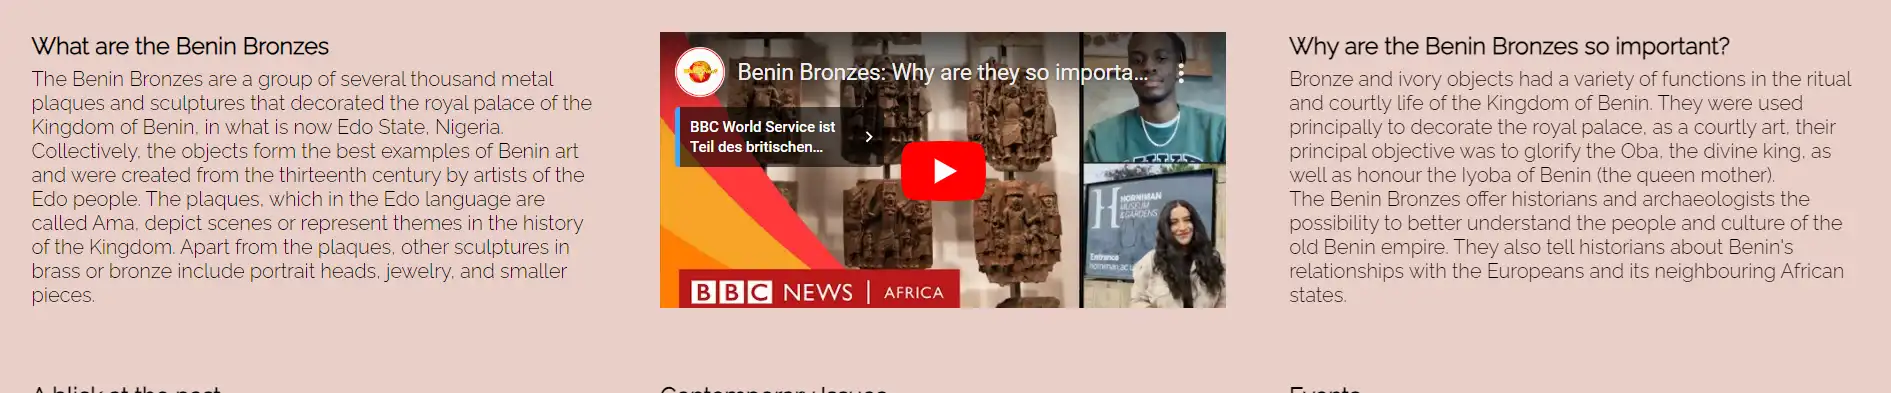 What are the Benin Bronzes
The Benin Bronzes are a group of several thousand metal
plaques and sculptures that decorated the royal palace of the
Kingdom of Benin, in what is now Edo State, Nigeria.
Collectively, the objects form the best examples of Benin art
and were created from the thirteenth century by artists of the
Edo people. The plaques, which in the Edo language are
called Ama, depict scenes or represent themes in the history
of the Kingdom. Apart from the plaques, other sculptures in
brass or bronze include portrait heads, jewelry, and smaller
pieces.
Benin Bronzes: Why are they so importa...
BBC World Service ist
Teil des britischen...
HORNIMAN
MUSEUM
& GARDENS
Entrance
horniman.ac.u
BBC NEWS | AFRICA
Why are the Benin Bronzes so important?
Bronze and ivory objects had a variety of functions in the ritual
and courtly life of the Kingdom of Benin. They were used
principally to decorate the royal palace, as a courtly art, their
principal objective was to glorify the Oba, the divine king, as
well as honour the Iyoba of Benin (the queen mother).
The Benin Bronzes offer historians and archaeologists the
possibility to better understand the people and culture of the
old Benin empire. They also tell historians about Benin's
relationships with the Europeans and its neighbouring African
states.
A blick at the past
Contemporary Issues
Events